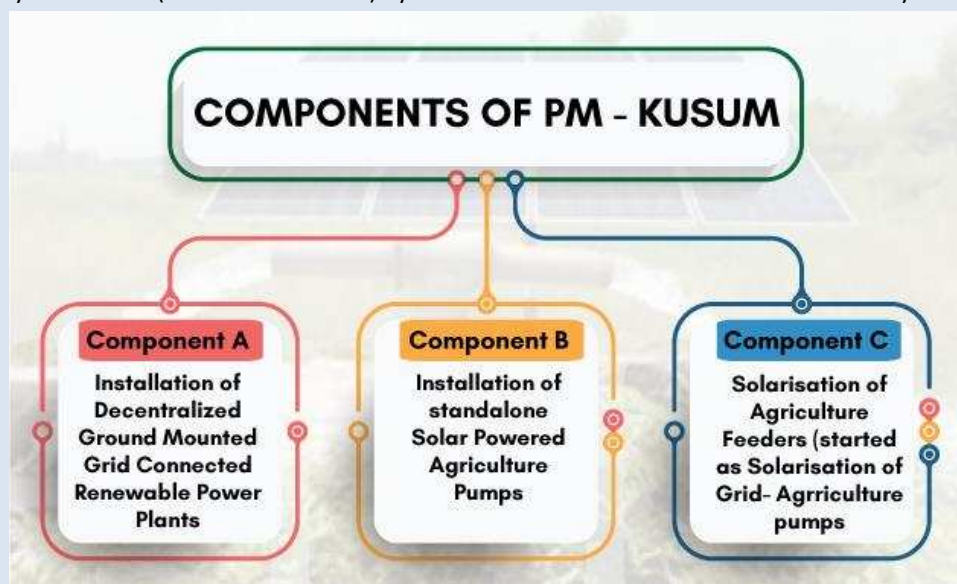 COMPONENTS OF PM - KUSUM
Component A
Installation of
Decentralized
Ground Mounted
Grid Connected
Renewable Power
Plants
Component B
Installation of
standalone
Solar Powered
Agriculture
Pumps
Component C
Solarisation of
Agriculture
Feeders (started
as Solarisation of
Grid- Agrriculture
pumps